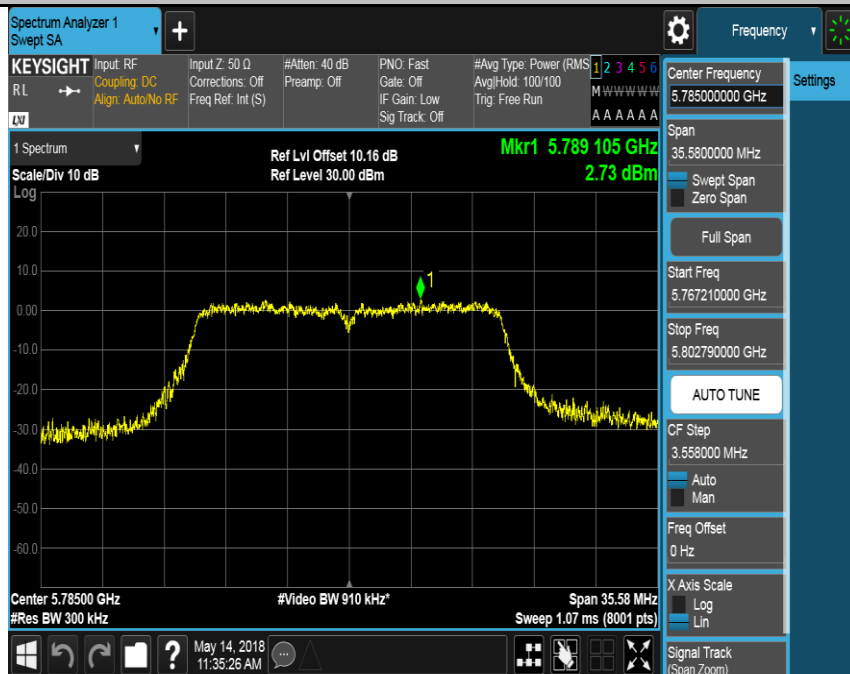 Spectrum Analyzer 1
Swept SA
+
Frequency
KEYSIGHT
RL
LXI
Input: RF
Coupling: DC
Align: Auto/No RF
Input Z: 50 Ω
Corrections: Off
Freq Ref: Int (S)
#Atten: 40 dB
Preamp: Off
PNO: Fast
Gate: Off
IF Gain: Low
Sig Track: Off
#Avg Type: Power (RMS
Avg|Hold: 100/100
Trig: Free Run
1 2 3 4 5 6
M W W W W W
A A A A A A
Center Frequency
5.785000000 GHz
Settings
Span
35.5800000 MHz
Swept Span
Zero Span
Full Span
Start Freq
5.767210000 GHz
Stop Freq
5.802790000 GHz
AUTO TUNE
CF Step
3.558000 MHz
Auto
Man
Freq Offset
0 Hz
X Axis Scale
Log
Lin
Signal Track
(Span Zoom)
1 Spectrum
Scale/Div 10 dB
Log
Ref Lvl Offset 10.16 dB
Ref Level 30.00 dBm
Mkr1 5.789 105 GHz
2.73 dBm
20.0
10.0
0.00
-10.0
-20.0
-30.0
-40.0
-50.0
-60.0
1
Center 5.78500 GHz
#Res BW 300 kHz
#Video BW 910 kHz*
Span 35.58 MHz
Sweep 1.07 ms (8001 pts)
?
May 14, 2018
11:35:26 AM